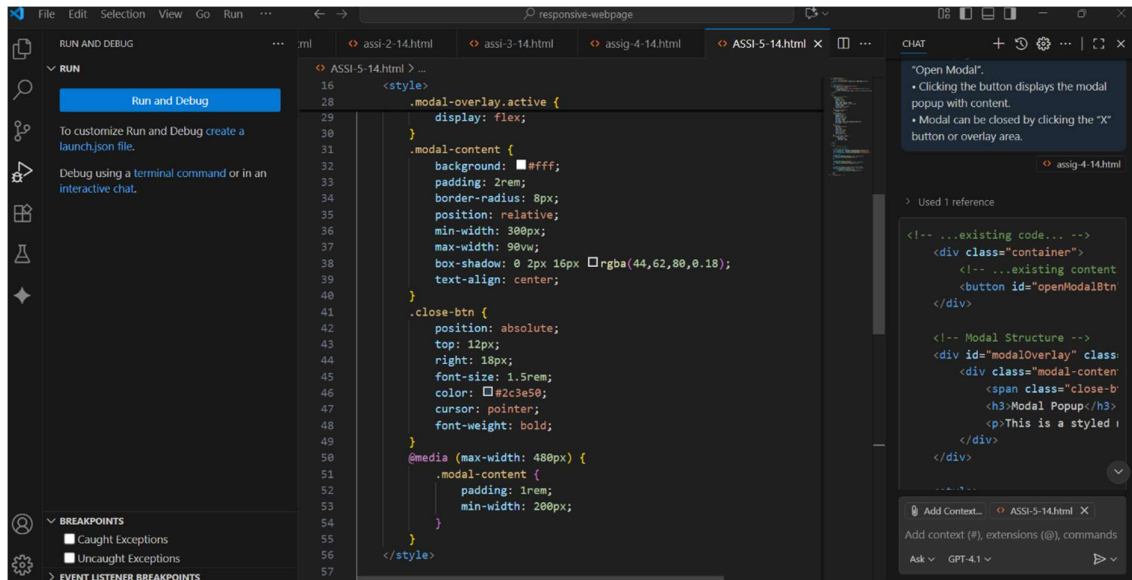 File Edit Selection View Go Run ··· responsive-webpage
RUN AND DEBUG ···
RUN
Run and Debug
To customize Run and Debug create a
launch.json file.
Debug using a terminal command or in an
interactive chat.
BREAKPOINTS
Caught Exceptions
Uncaught Exceptions
EVENT LISTENER BREAKPOINTS
assi-2-14.html assi-3-14.html assig-4-14.html ASSI-5-14.html
ASSI-5-14.html > ...
16 <style>
28 .modal-overlay.active {
29 display: flex;
30 }
31 .modal-content {
32 background: #fff;
33 padding: 2rem;
34 border-radius: 8px;
35 position: relative;
36 min-width: 300px;
37 max-width: 90vw;
38 box-shadow: 0 2px 16px rgba(44,62,80,0.18);
39 text-align: center;
40 }
41 .close-btn {
42 position: absolute;
43 top: 12px;
44 right: 18px;
45 font-size: 1.5rem;
46 color: #2c3e50;
47 cursor: pointer;
48 font-weight: bold;
49 }
50 @media (max-width: 480px) {
51 .modal-content {
52 padding: 1rem;
53 min-width: 200px;
54 }
55 }
56 </style>
57
CHAT
"Open Modal".
• Clicking the button displays the modal
popup with content.
• Modal can be closed by clicking the "X"
button or overlay area.
assig-4-14.html
Used 1 reference
<!-- ...existing code... -->
<div class="container">
<!-- ...existing content
<button id="openModalBtn
</div>
<!-- Modal Structure -->
<div id="modalOverlay" class
<div class="modal-conten
<span class="close-b
<h3>Modal Popup</h3>
<p>This is a styled
</div>
</div>
Add Context... ASSI-5-14.html
Add context (#), extensions (@), commands
Ask GPT-4.1